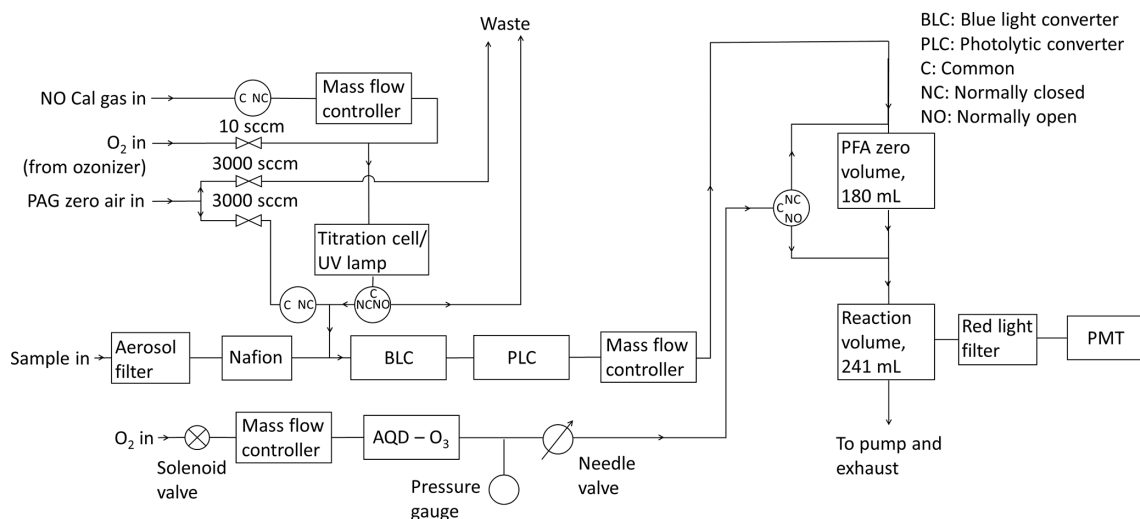 Waste
BLC: Blue light converter
PLC: Photolytic converter
C: Common
NC: Normally closed
NO: Normally open
NO Cal gas in
C NC
Mass flow
controller
10 sccm
O₂ in
(from ozonizer)
3000 sccm
PAG zero air in
3000 sccm
Titration cell/
UV lamp
C NC
C
NCNO
PFA zero
volume,
180 mL
C NC
NO
Sample in
Aerosol
filter
Nafion
BLC
PLC
Mass flow
controller
Reaction
volume,
241 mL
Red light
filter
PMT
O₂ in
Solenoid
valve
Mass flow
controller
AQD – O₃
Pressure
gauge
Needle
valve
To pump and
exhaust